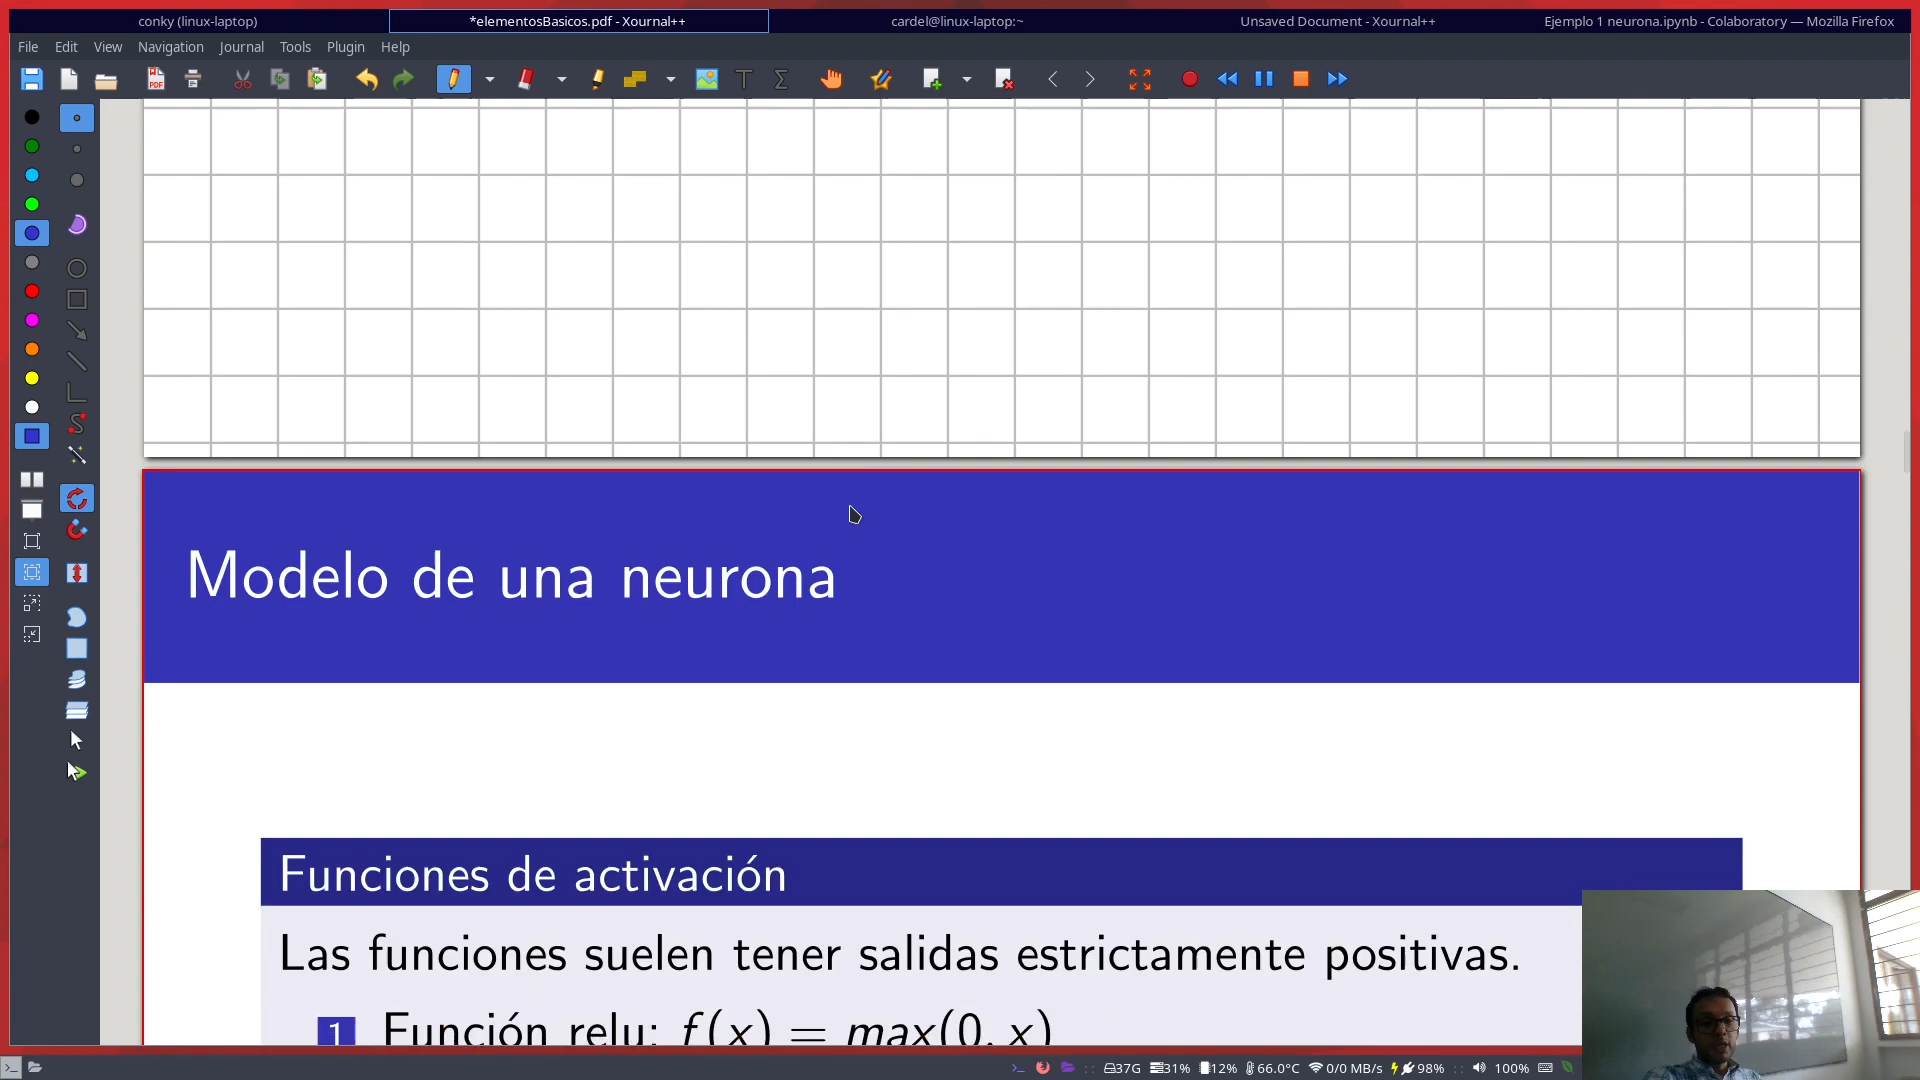 conky (linux-laptop)
*elementosBasicos.pdf - Xournal++
cardel@linux-laptop:~
Unsaved Document - Xournal++
Ejemplo 1 neurona.ipynb - Colaboratory — Mozilla Firefox
File Edit View Navigation Journal Tools Plugin Help
Modelo de una neurona
Funciones de activación
Las funciones suelen tener salidas estrictamente positivas.
1 Función relu: f(x) = max(0, x)
37G 31% 12% 66.0°C 0/0 MB/s 98% 100%